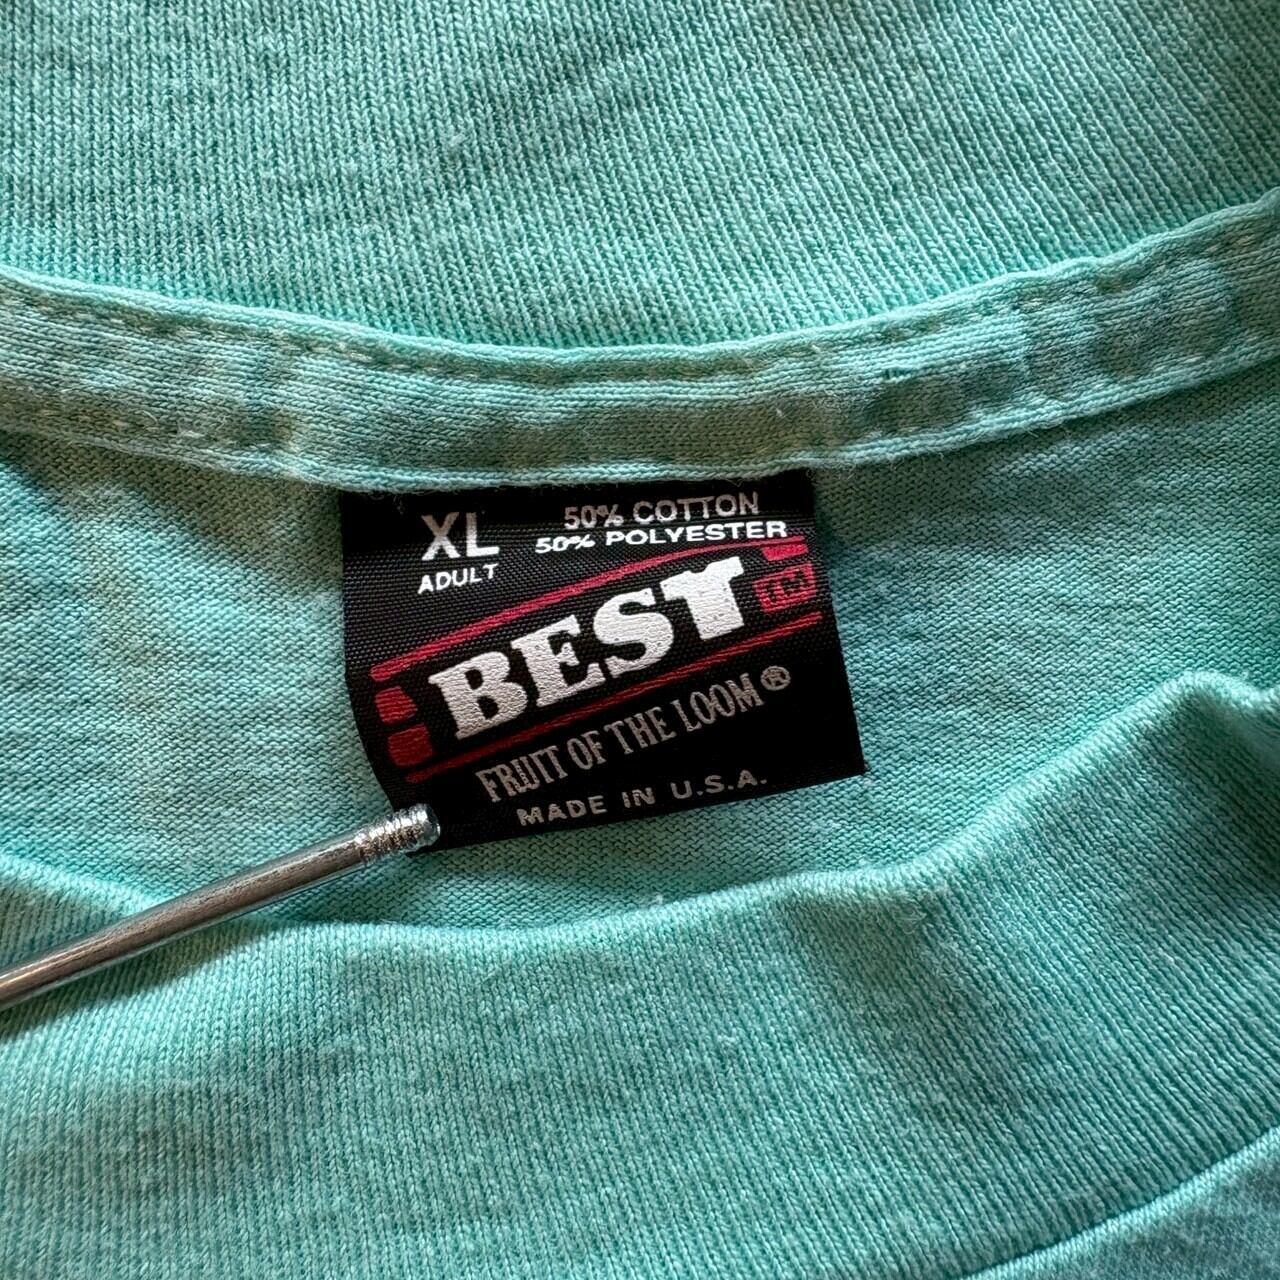 XL
ADULT
50% COTTON
50% POLYESTER
BEST
TM
FRUIT OF THE LOOM®
MADE IN U.S.A.